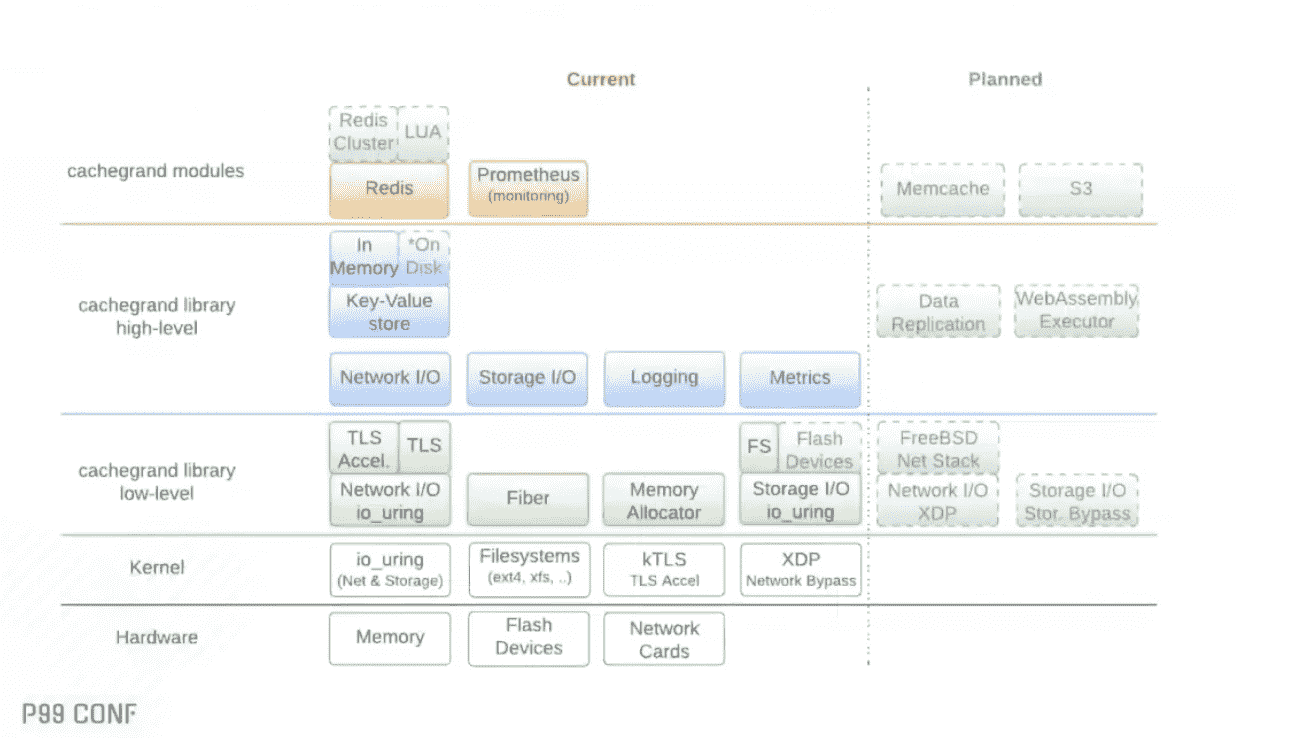 Current
Planned
cachegrand modules
Redis
Cluster
LUA
Redis
Prometheus
(monitoring)
Memcache
S3
cachegrand library
high-level
In
Memory
*On
Disk
Key-Value
store
Data
Replication
WebAssembly
Executor
Network I/O
Storage I/O
Logging
Metrics
cachegrand library
low-level
TLS
Accel.
TLS
Network I/O
io_uring
Fiber
Memory
Allocator
FS
Flash
Devices
Storage I/O
io_uring
FreeBSD
Net Stack
Network I/O
XDP
Storage I/O
Stor. Bypass
Kernel
io_uring
(Net & Storage)
Filesystems
(ext4, xfs, ..)
kTLS
TLS Accel
XDP
Network Bypass
Hardware
Memory
Flash
Devices
Network
Cards
P99 CONF